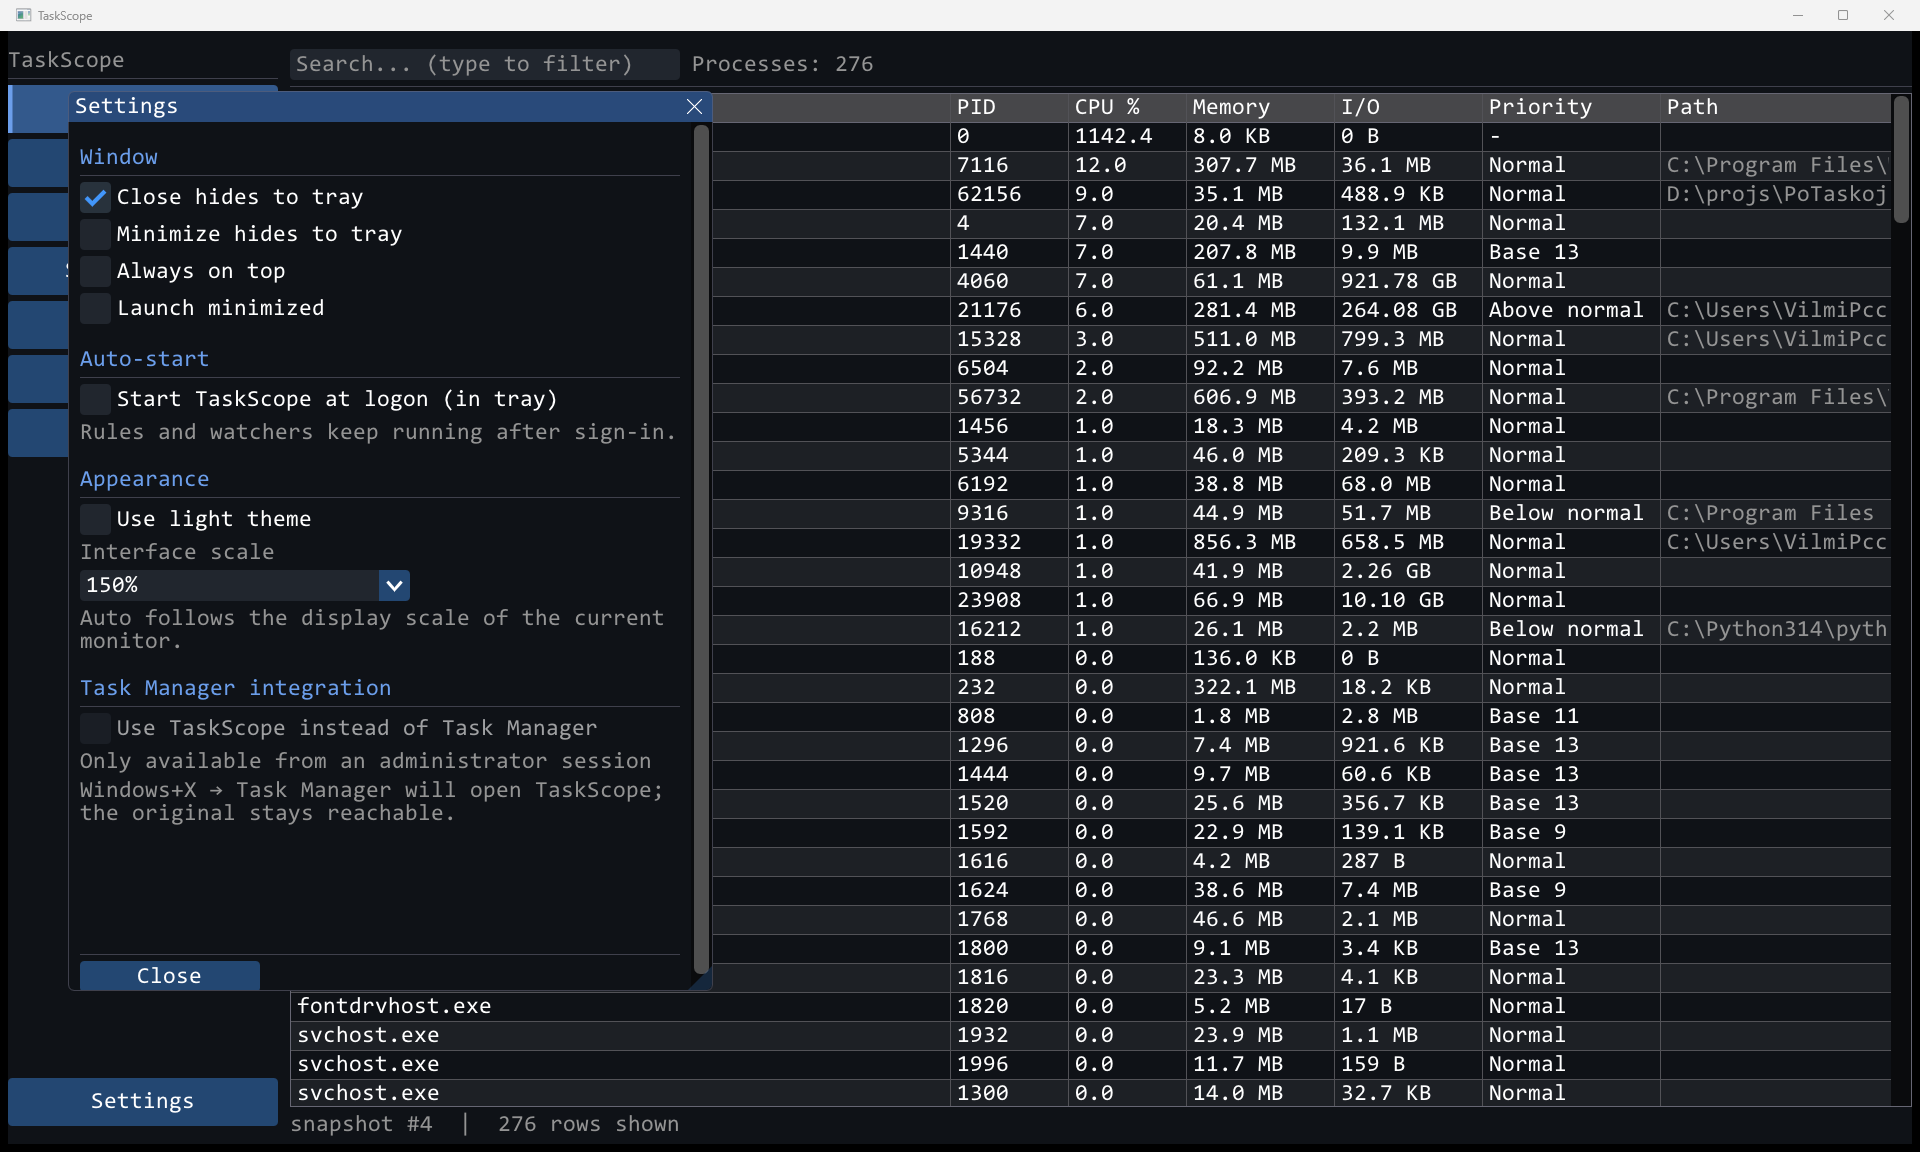 TaskScope
TaskScope
Search... (type to filter)
Processes: 276
Settings
Window
Close hides to tray
Minimize hides to tray
Always on top
Launch minimized
Auto-start
Start TaskScope at logon (in tray)
Rules and watchers keep running after sign-in.
Appearance
Use light theme
Interface scale
150%
Auto follows the display scale of the current
monitor.
Task Manager integration
Use TaskScope instead of Task Manager
Only available from an administrator session
Windows+X → Task Manager will open TaskScope;
the original stays reachable.
Close
Settings
PID CPU % Memory I/O Priority Path
0 1142.4 8.0 KB 0 B -
7116 12.0 307.7 MB 36.1 MB Normal C:\Program Files\
62156 9.0 35.1 MB 488.9 KB Normal D:\projs\PoTaskoj
4 7.0 20.4 MB 132.1 MB Normal
1440 7.0 207.8 MB 9.9 MB Base 13
4060 7.0 61.1 MB 921.78 GB Normal
21176 6.0 281.4 MB 264.08 GB Above normal C:\Users\VilmiPcc
15328 3.0 511.0 MB 799.3 MB Normal C:\Users\VilmiPcc
6504 2.0 92.2 MB 7.6 MB Normal
56732 2.0 606.9 MB 393.2 MB Normal C:\Program Files\
1456 1.0 18.3 MB 4.2 MB Normal
5344 1.0 46.0 MB 209.3 KB Normal
6192 1.0 38.8 MB 68.0 MB Normal
9316 1.0 44.9 MB 51.7 MB Below normal C:\Program Files
19332 1.0 856.3 MB 658.5 MB Normal C:\Users\VilmiPcc
10948 1.0 41.9 MB 2.26 GB Normal
23908 1.0 66.9 MB 10.10 GB Normal
16212 1.0 26.1 MB 2.2 MB Below normal C:\Python314\pyth
188 0.0 136.0 KB 0 B Normal
232 0.0 322.1 MB 18.2 KB Normal
808 0.0 1.8 MB 2.8 MB Base 11
1296 0.0 7.4 MB 921.6 KB Base 13
1444 0.0 9.7 MB 60.6 KB Base 13
1520 0.0 25.6 MB 356.7 KB Base 13
1592 0.0 22.9 MB 139.1 KB Base 9
1616 0.0 4.2 MB 287 B Normal
1624 0.0 38.6 MB 7.4 MB Base 9
1768 0.0 46.6 MB 2.1 MB Normal
1800 0.0 9.1 MB 3.4 KB Base 13
1816 0.0 23.3 MB 4.1 KB Normal
fontdrvhost.exe 1820 0.0 5.2 MB 17 B Normal
svchost.exe 1932 0.0 23.9 MB 1.1 MB Normal
svchost.exe 1996 0.0 11.7 MB 159 B Normal
svchost.exe 1300 0.0 14.0 MB 32.7 KB Normal
snapshot #4 | 276 rows shown